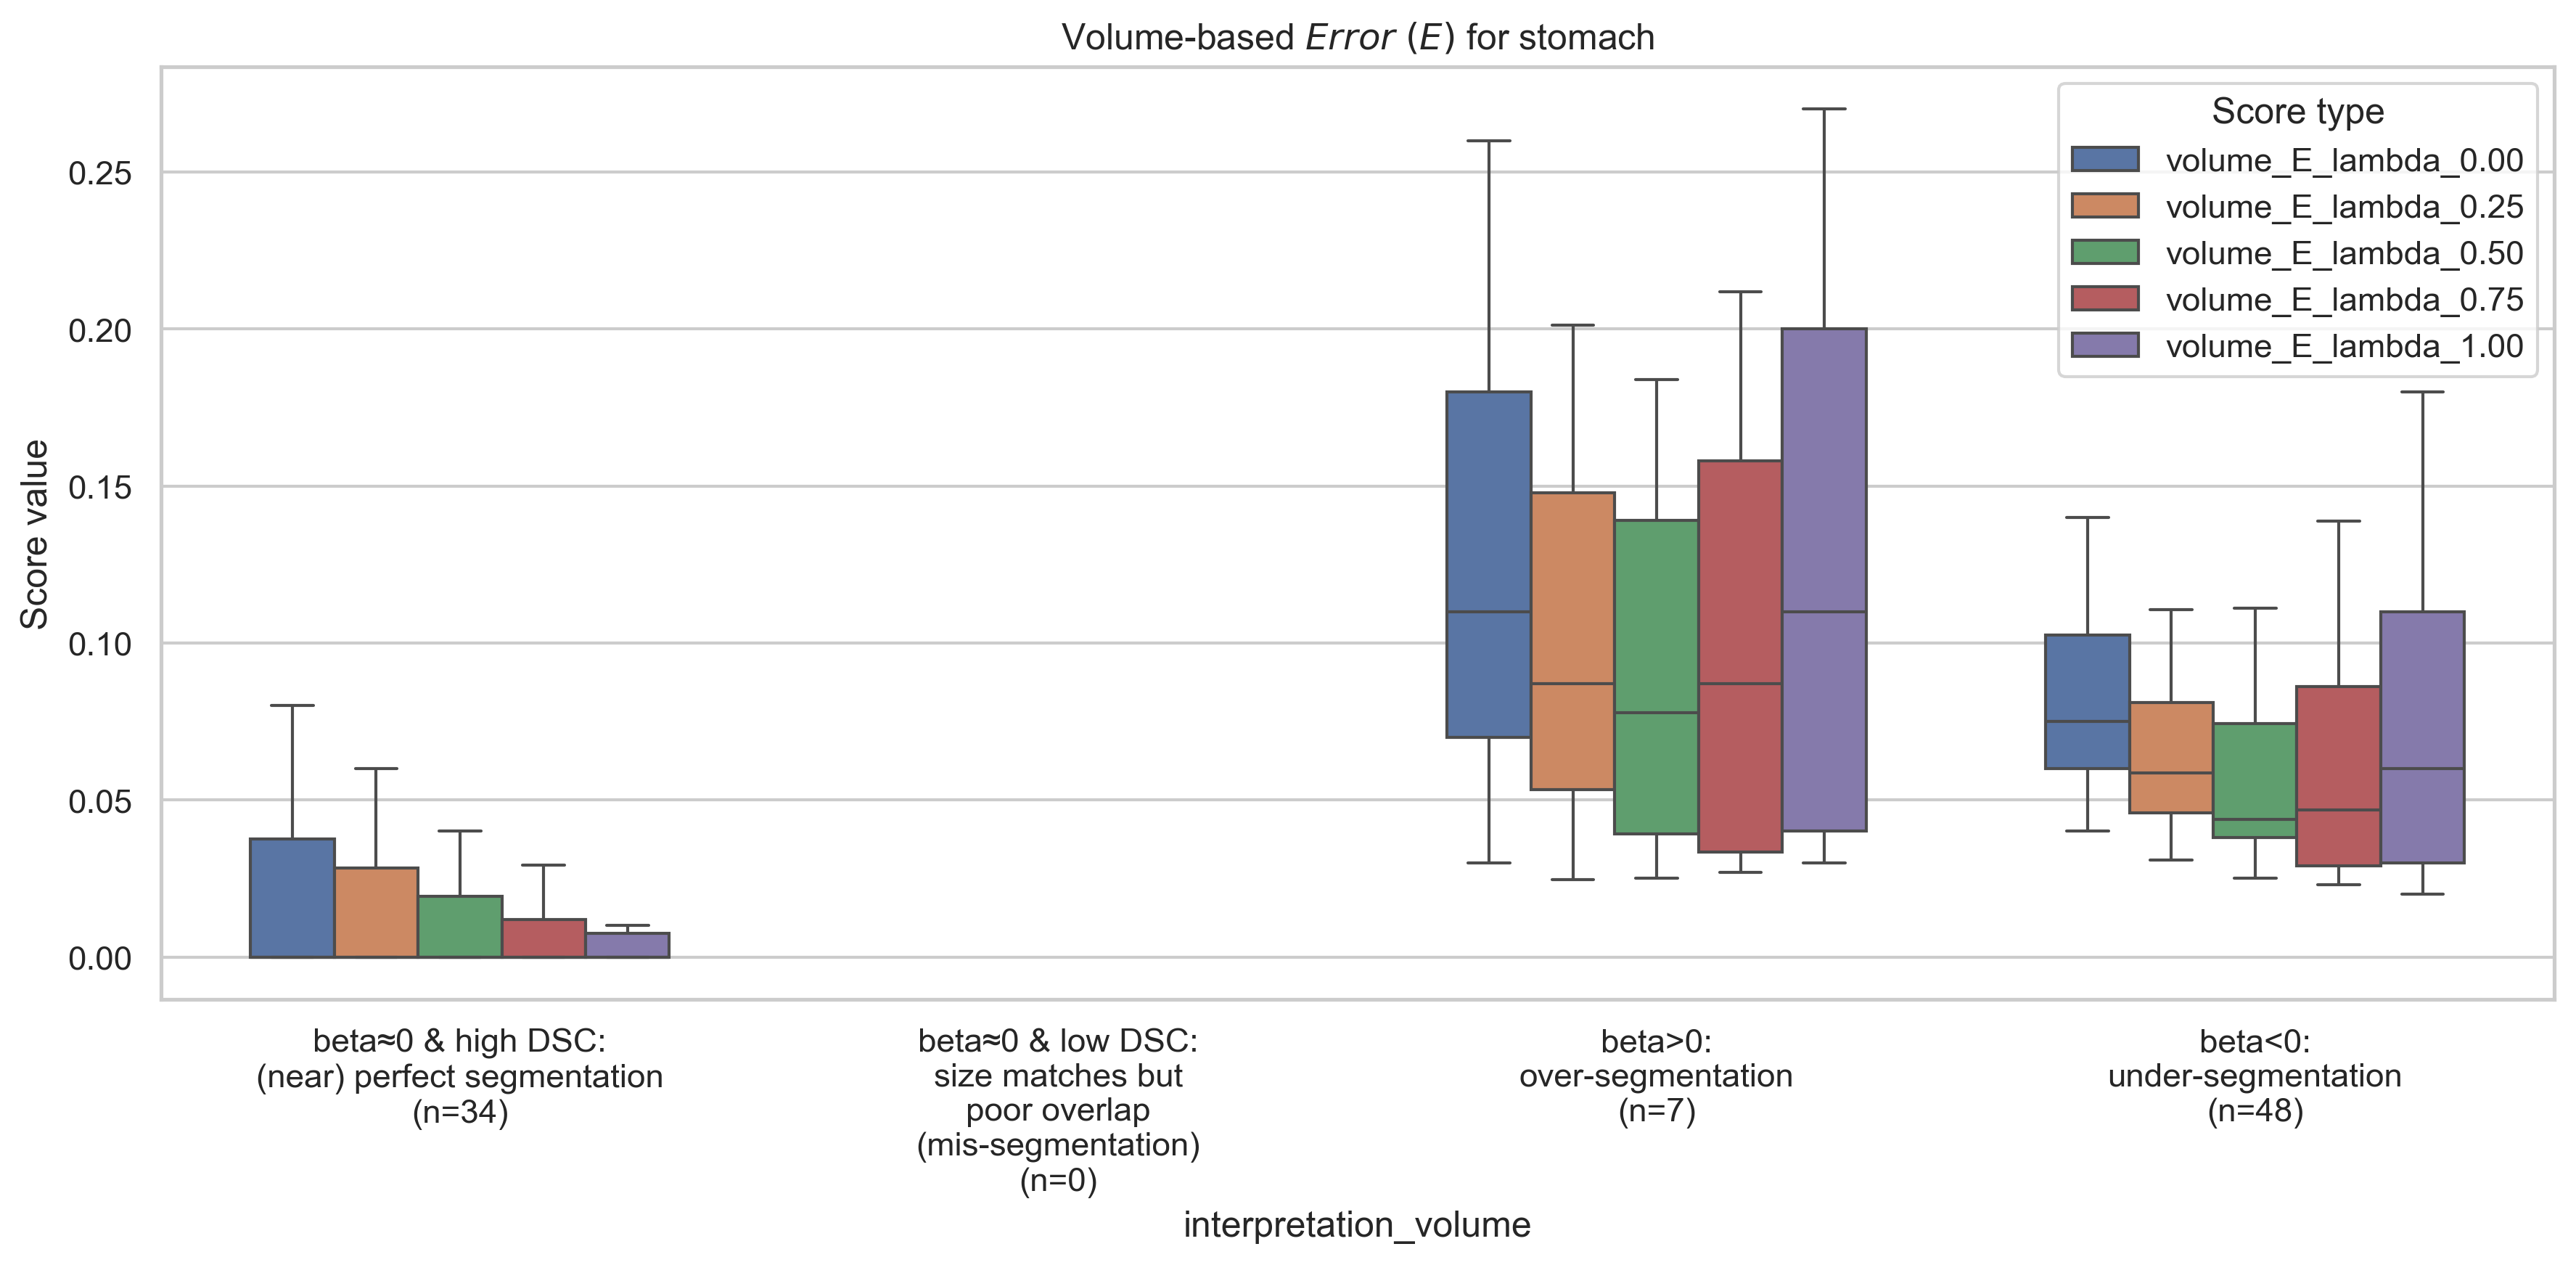 Volume-based Error (E) for stomach
Score value
0.25
0.20
0.15
0.10
0.05
0.00
Score type
volume_E_lambda_0.00
volume_E_lambda_0.25
volume_E_lambda_0.50
volume_E_lambda_0.75
volume_E_lambda_1.00
beta≈0 & high DSC:
(near) perfect segmentation
(n=34)
beta≈0 & low DSC:
size matches but
poor overlap
(mis-segmentation)
(n=0)
beta>0:
over-segmentation
(n=7)
beta<0:
under-segmentation
(n=48)
interpretation_volume